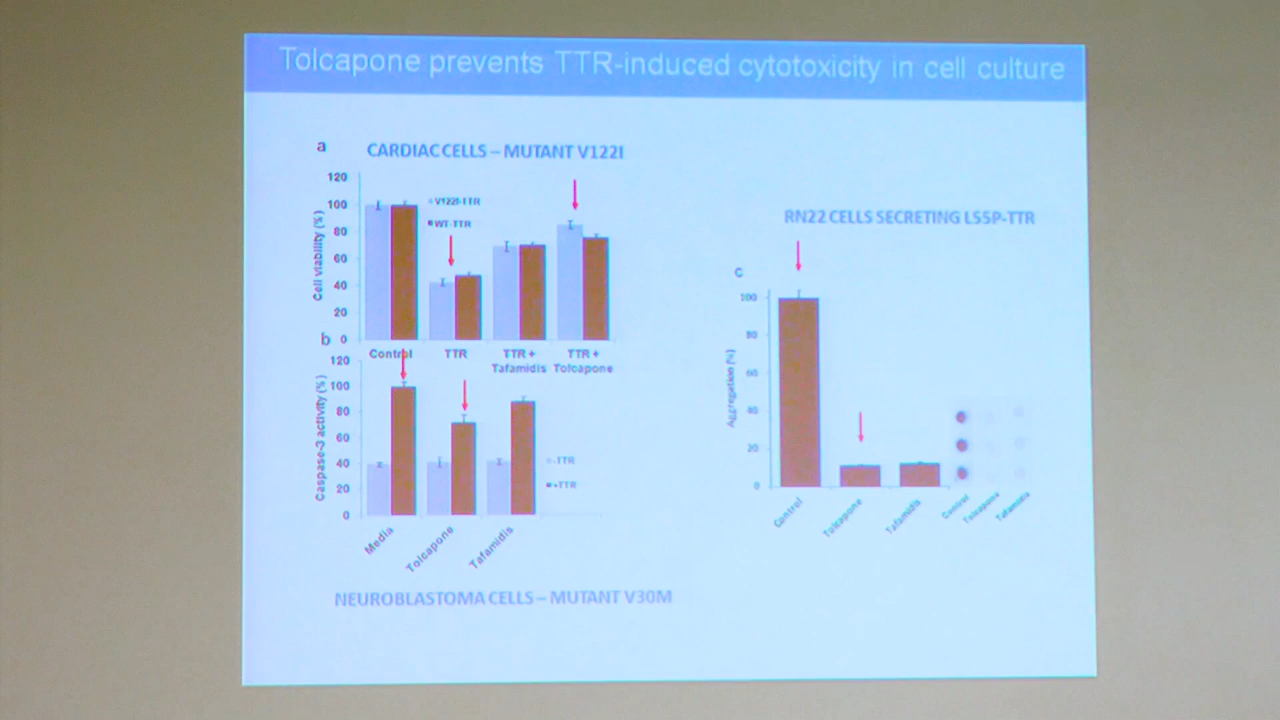 Tolcapone prevents TTR-induced cytotoxicity in cell culture
a
CARDIAC CELLS – MUTANT V122I
Cell viability (%)
120
100
80
60
40
20
0
V122I-TTR
WT-TTR
Control
TTR
TTR + Tafamidis
TTR + Tolcapone
b
Caspase-3 activity (%)
120
100
80
60
40
20
0
-TTR
+TTR
Media
Tolcapone
Tafamidis
NEUROBLASTOMA CELLS – MUTANT V30M
RN22 CELLS SECRETING L55P-TTR
c
Aggregation (%)
100
80
60
40
20
0
Control
Tolcapone
Tafamidis
Control
Tolcapone
Tafamidis